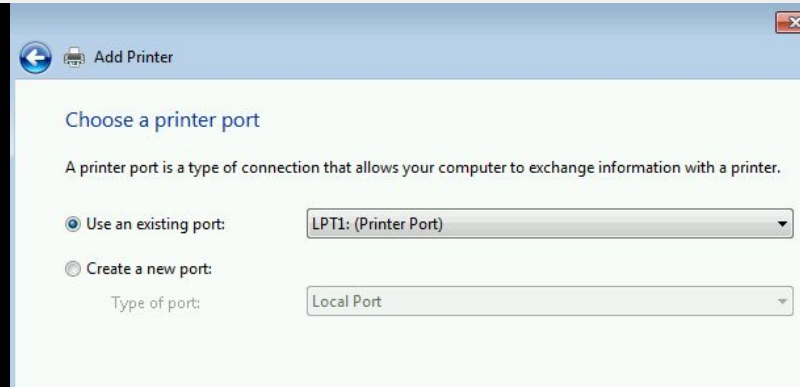 Add Printer
Choose a printer port
A printer port is a type of connection that allows your computer to exchange information with a printer.
Use an existing port: LPT1: (Printer Port)
Create a new port:
Type of port: Local Port